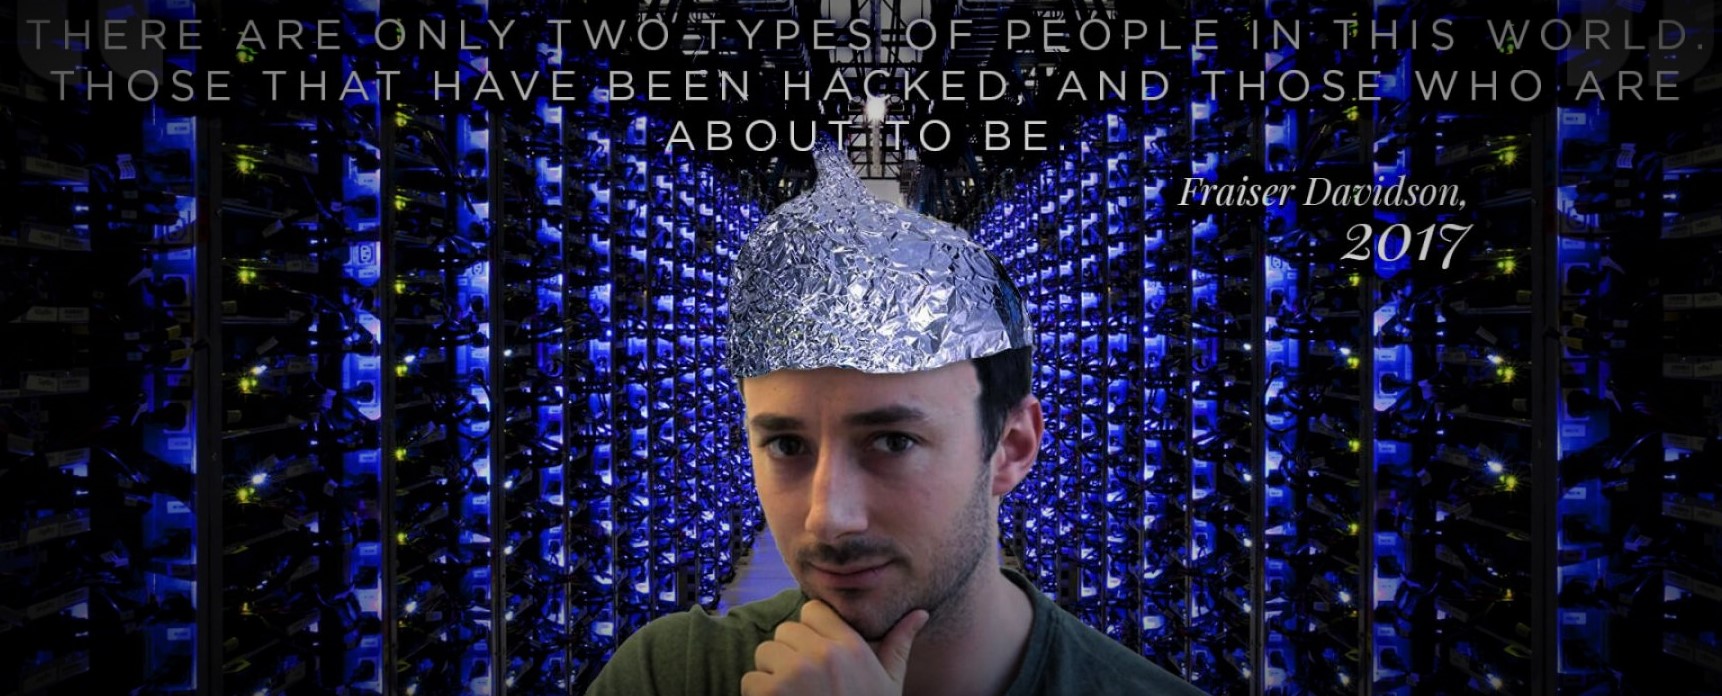 THERE ARE ONLY TWO TYPES OF PEOPLE IN THIS WORLD.
THOSE THAT HAVE BEEN HACKED, AND THOSE WHO ARE
ABOUT TO BE.
Fraiser Davidson,
2017